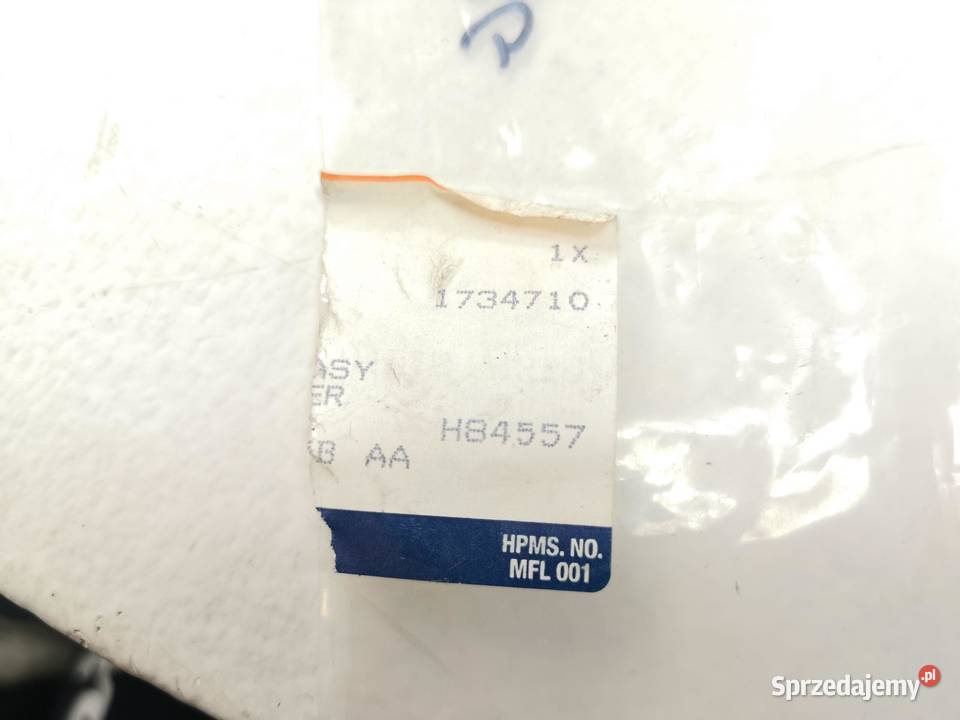 1X
1734710
ASY
ER
H84557
B AA
HPMS. NO.
MFL 001
Sprzedajemy.pl